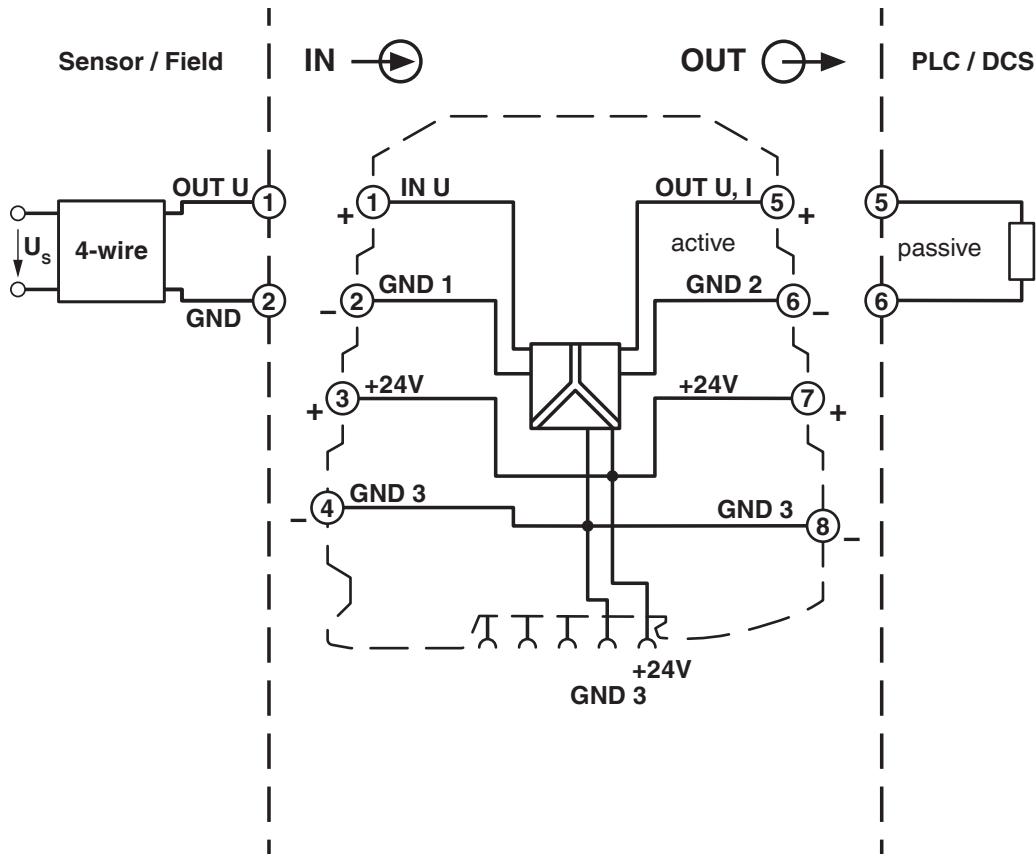 Sensor / Field
IN
OUT
PLC / DCS
OUT U
1
+
1
IN U
OUT U, I
5
+
5
Us
4-wire
active
passive
2
GND
–
2
GND 1
GND 2
6
–
6
+
3
+24V
+24V
7
+
–
4
GND 3
GND 3
8
–
+24V
GND 3